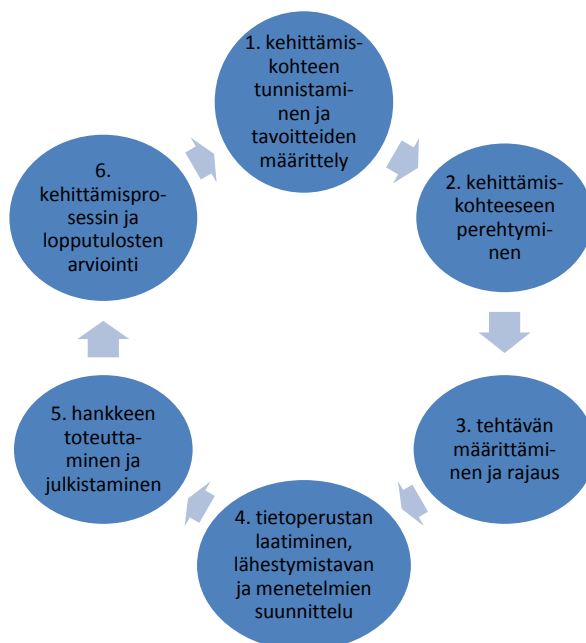 1. kehittämis-
kohteen
tunnistami-
nen ja
tavoitteiden
määrittely
2. kehittämis-
kohteeseen
perehtymi-
nen
3. tehtävän
määrittämi-
nen ja rajaus
4. tietoperustan
laatiminen,
lähestymistavan
ja menetelmien
suunnittelu
5. hankkeen
toteutta-
minen ja
julkistaminen
6.
kehittämispro-
sessin ja
lopputulosten
arviointi